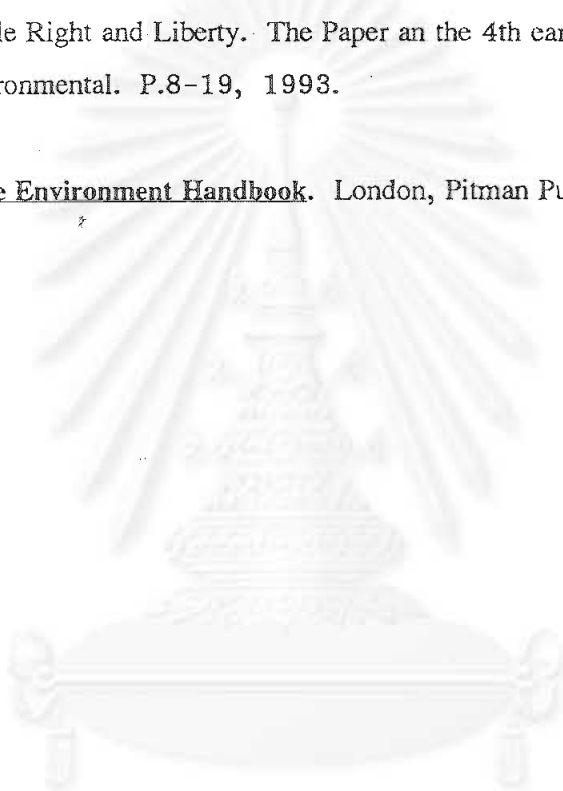 le Right and Liberty. The Paper an the 4th ear
ronmental. P.8-19, 1993.
e Environment Handbook. London, Pitman Pu